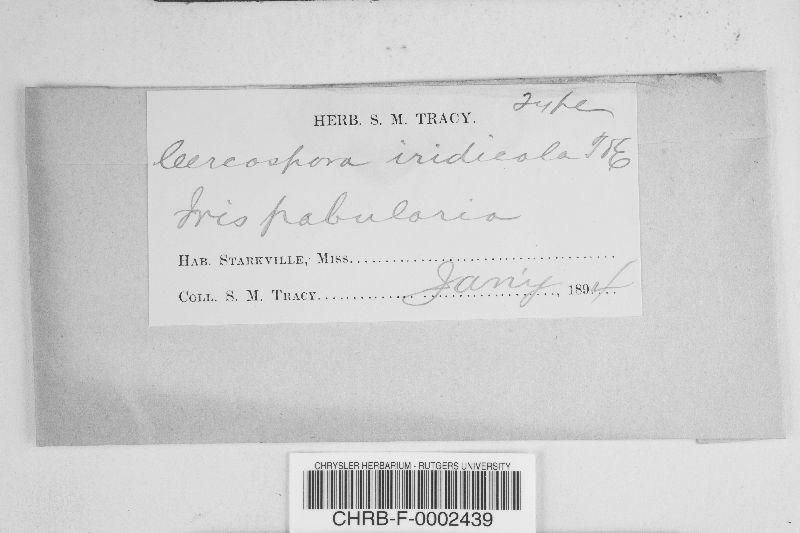 Type
HERB. S. M. TRACY.
Cercospora iridicola T & E
Iris pabularia
HAB. STARKVILLE, MISS.
COLL. S. M. TRACY. Jan'y, 1894
CHRYSLER HERBARIUM - RUTGERS UNIVERSITY
CHRB-F-0002439